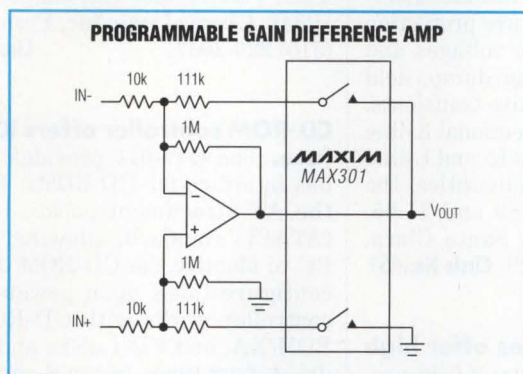 PROGRAMMABLE GAIN DIFFERENCE AMP
10k 111k
IN-
1M
MAXIM
MAX301
VOUT
1M
10k 111k
IN+